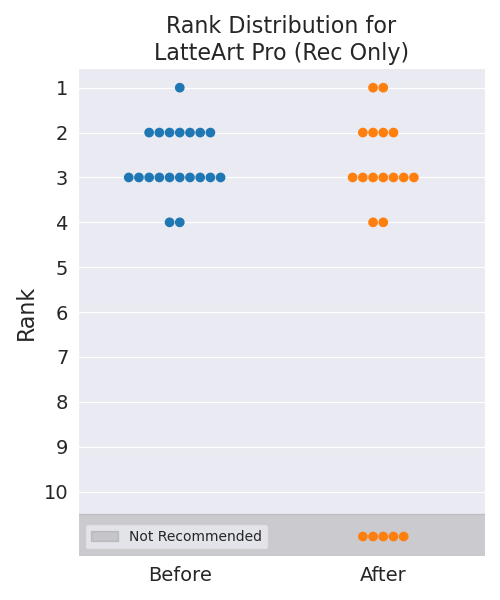 Rank Distribution for
LatteArt Pro (Rec Only)
1
2
3
4
5
6
7
8
9
10
Rank
Not Recommended
Before
After